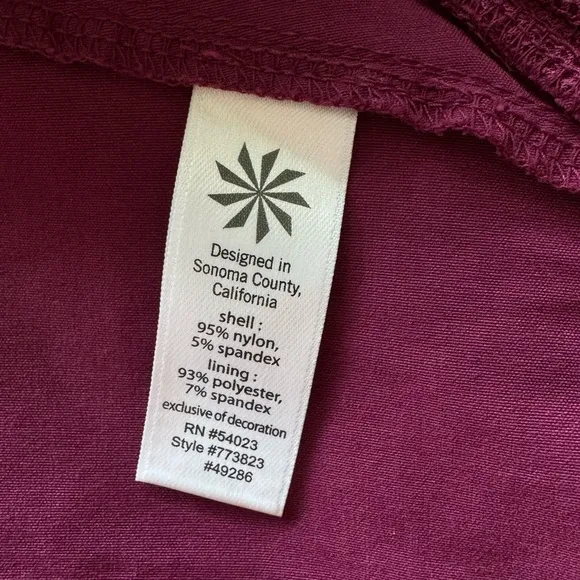 Designed in
Sonoma County,
California
shell :
95% nylon,
5% spandex
lining :
93% polyester,
7% spandex
exclusive of decoration
RN #54023
Style #773823
#49286